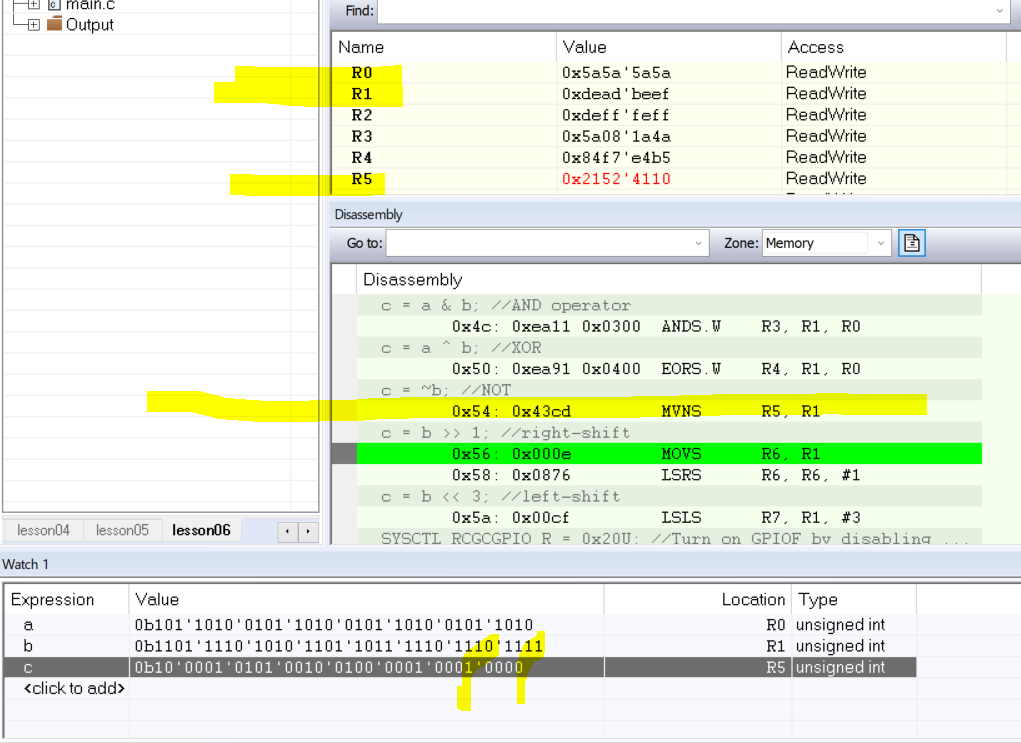 main.c
Output
Find:
Name Value Access
R0 0x5a5a'5a5a ReadWrite
R1 0xdead'beef ReadWrite
R2 0xdeff'feff ReadWrite
R3 0x5a08'1a4a ReadWrite
R4 0x84f7'e4b5 ReadWrite
R5 0x2152'4110 ReadWrite
Disassembly
Go to: Zone: Memory
Disassembly
c = a & b; //AND operator
0x4c: 0xea11 0x0300 ANDS.W R3, R1, R0
c = a ^ b; //XOR
0x50: 0xea91 0x0400 EORS.W R4, R1, R0
c = ~b; //NOT
0x54: 0x43cd MVNS R5, R1
c = b >> 1; //right-shift
0x56: 0x000e MOVS R6, R1
0x58: 0x0876 LSRS R6, R6, #1
c = b << 3; //left-shift
0x5a: 0x00cf LSLS R7, R1, #3
SYSCTL_RCGCGPIO_R = 0x20U; //Turn on GPIOF by disabling ...
lesson04 lesson05 lesson06
Watch 1
Expression Value Location Type
a 0b101'1010'0101'1010'0101'1010'0101'1010 R0 unsigned int
b 0b1101'1110'1010'1101'1011'1110'1110'1111 R1 unsigned int
c 0b10'0001'0101'0010'0100'0001'0001'0000 R5 unsigned int
<click to add>